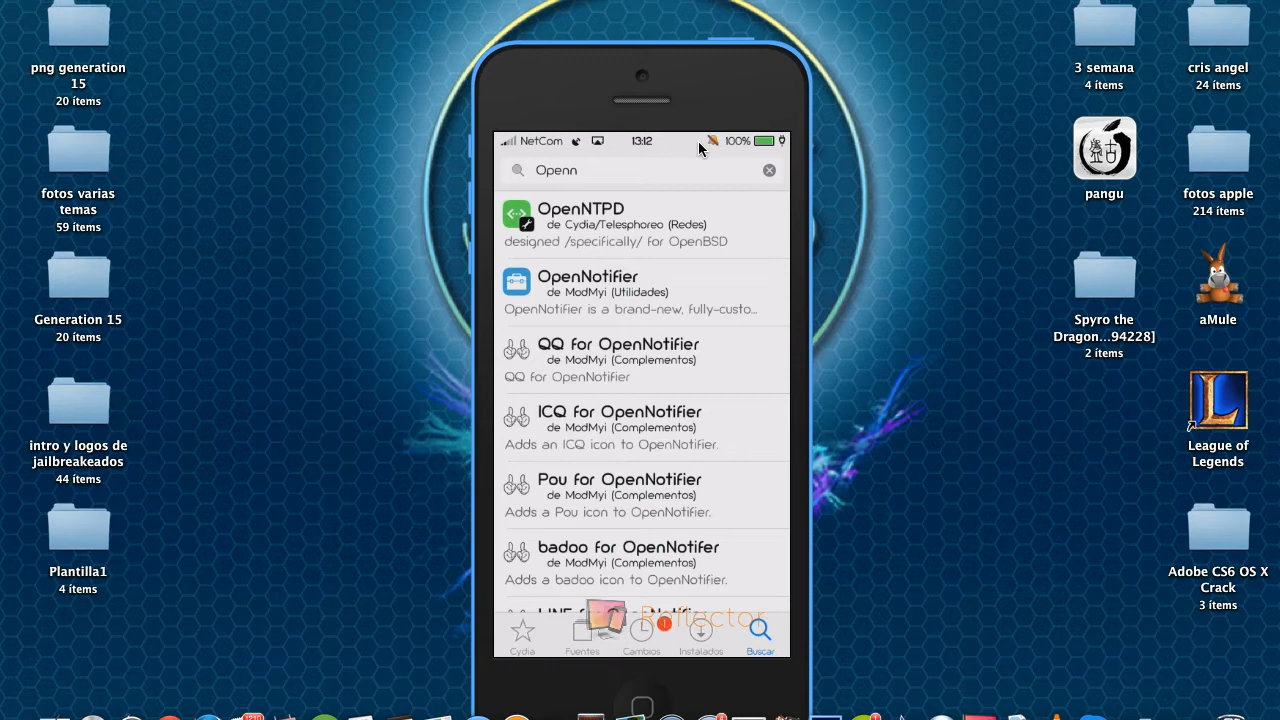 png generation
15
20 items
fotos varias
temas
59 items
Generation 15
20 items
intro y logos de
jailbreakeados
44 items
Plantilla1
4 items
NetCom
13:12
100%
Openn
OpenNTPD
de Cydia/Telesphoreo (Redes)
designed /specifically/ for OpenBSD
OpenNotifier
de ModMyi (Utilidades)
OpenNotifier is a brand-new, fully-custo...
QQ for OpenNotifier
de ModMyi (Complementos)
QQ for OpenNotifier
ICQ for OpenNotifier
de ModMyi (Complementos)
Adds an ICQ icon to OpenNotifier.
Pou for OpenNotifier
de ModMyi (Complementos)
Adds a Pou icon to OpenNotifier.
badoo for OpenNotifer
de ModMyi (Complementos)
Adds a badoo icon to OpenNotifier.
Reflector
1
Cydia
Fuentes
Cambios
Instalados
Buscar
3 semana
4 items
cris angel
24 items
pangu
fotos apple
214 items
Spyro the
Dragon...94228]
2 items
aMule
League of
Legends
Adobe CS6 OS X
Crack
3 items
1210